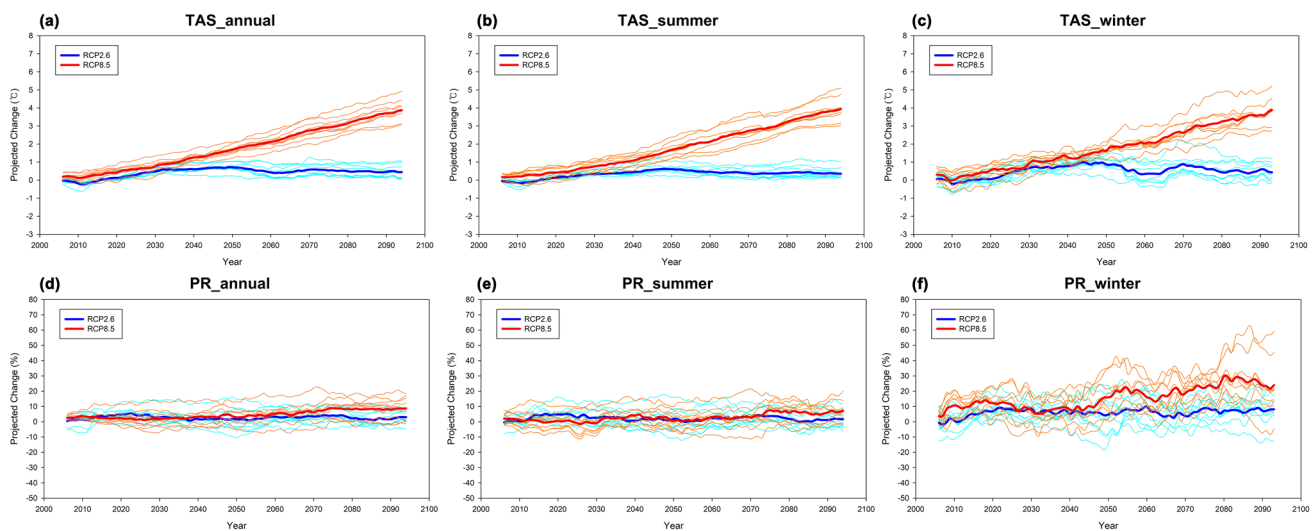 (a) TAS_annual
8
7
6
5
4
3
2
1
0
-1
-2
-3
Projected Change (℃)
RCP2.6
RCP8.5
2000 2010 2020 2030 2040 2050 2060 2070 2080 2090 2100
Year
(b) TAS_summer
8
7
6
5
4
3
2
1
0
-1
-2
-3
Projected Change (℃)
RCP2.6
RCP8.5
2000 2010 2020 2030 2040 2050 2060 2070 2080 2090 2100
Year
(c) TAS_winter
8
7
6
5
4
3
2
1
0
-1
-2
-3
Projected Change (℃)
RCP2.6
RCP8.5
2000 2010 2020 2030 2040 2050 2060 2070 2080 2090 2100
Year
(d) PR_annual
80
70
60
50
40
30
20
10
0
-10
-20
-30
-40
-50
Projected Change (%)
RCP2.6
RCP8.5
2000 2010 2020 2030 2040 2050 2060 2070 2080 2090 2100
Year
(e) PR_summer
80
70
60
50
40
30
20
10
0
-10
-20
-30
-40
-50
Projected Change (%)
RCP2.6
RCP8.5
2000 2010 2020 2030 2040 2050 2060 2070 2080 2090 2100
Year
(f) PR_winter
80
70
60
50
40
30
20
10
0
-10
-20
-30
-40
-50
Projected Change (%)
RCP2.6
RCP8.5
2000 2010 2020 2030 2040 2050 2060 2070 2080 2090 2100
Year